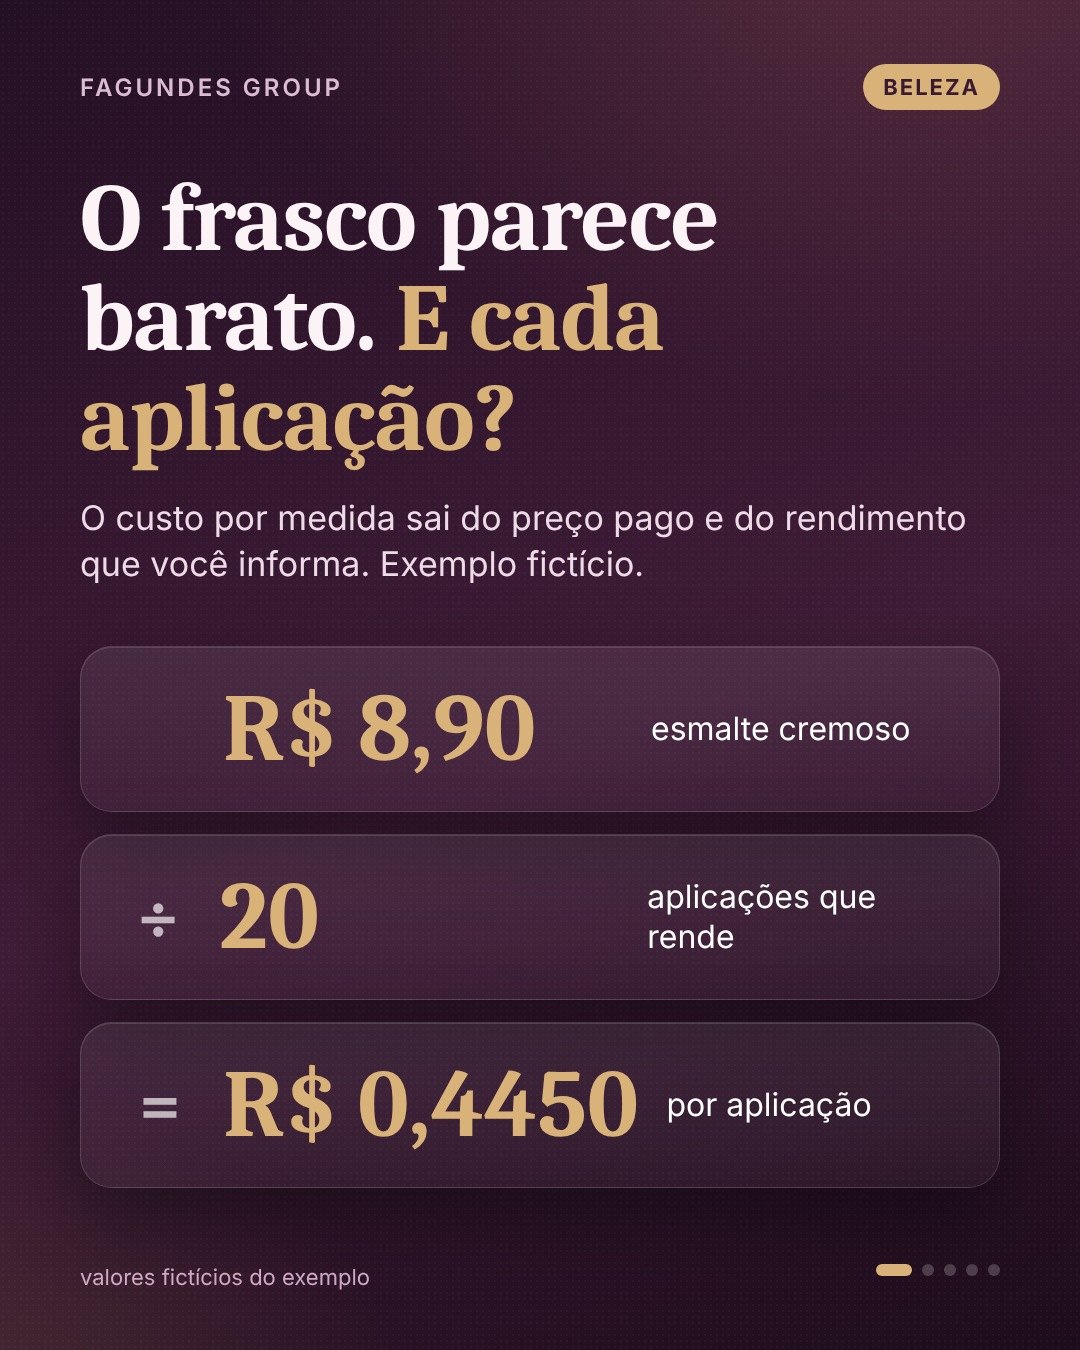 FAGUNDES GROUP
BELEZA
O frasco parece
barato. E cada
aplicação?
O custo por medida sai do preço pago e do rendimento
que você informa. Exemplo fictício.
R$ 8,90 esmalte cremoso
÷ 20 aplicações que
rende
= R$ 0,4450 por aplicação
valores fictícios do exemplo